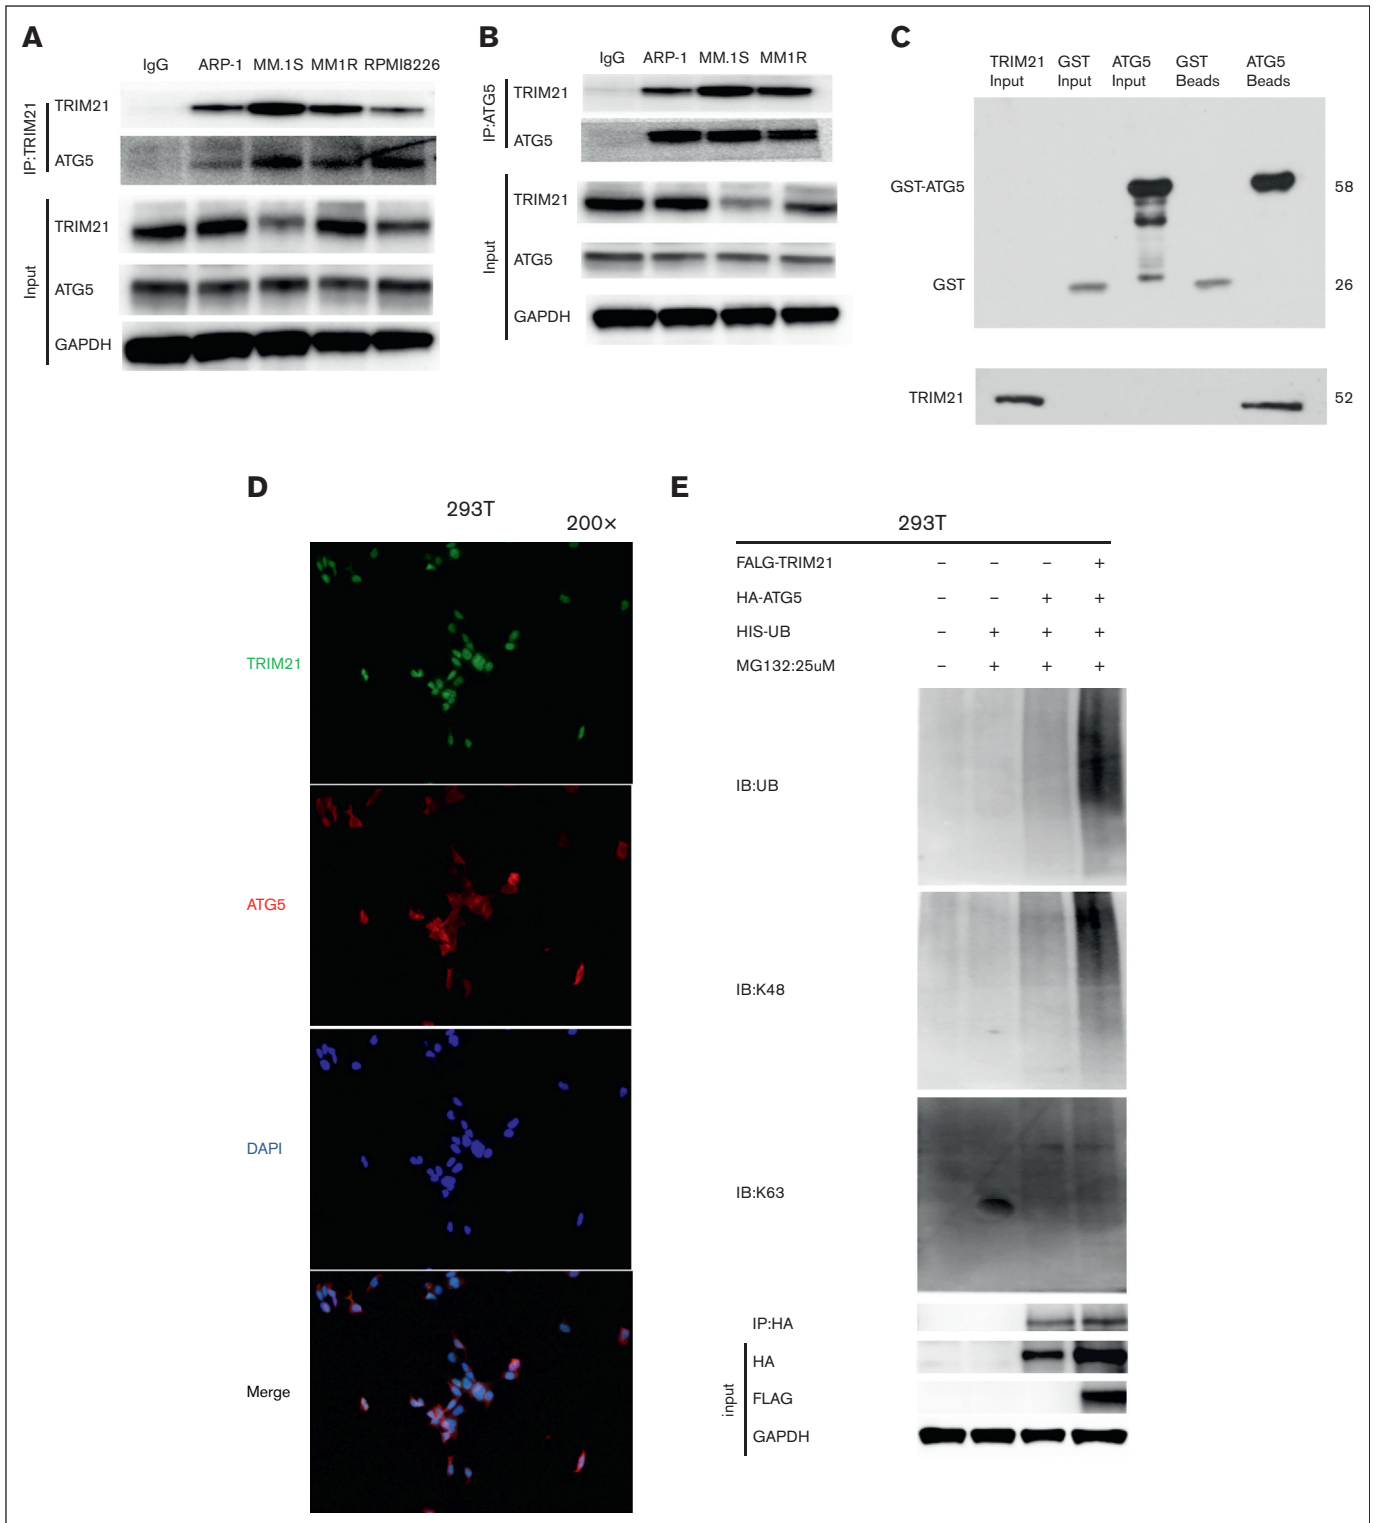 A
IgG ARP-1 MM.1S MM1R RPMI8226
IP:TRIM21
TRIM21
ATG5
Input
TRIM21
ATG5
GAPDH
B
IgG ARP-1 MM.1S MM1R
IP:ATG5
TRIM21
ATG5
Input
TRIM21
ATG5
GAPDH
C
TRIM21 GST ATG5 GST ATG5
Input Input Input Beads Beads
GST-ATG5 58
GST 26
TRIM21 52
D
293T
200×
TRIM21
ATG5
DAPI
Merge
E
293T
FALG-TRIM21 – – – +
HA-ATG5 – – + +
HIS-UB – + + +
MG132:25uM – + + +
IB:UB
IB:K48
IB:K63
IP:HA
input
HA
FLAG
GAPDH